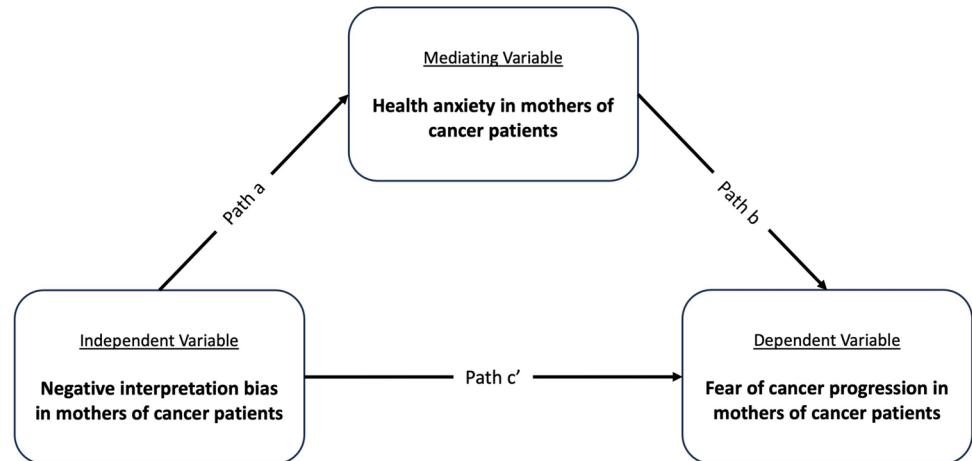 Mediating Variable
Health anxiety in mothers of
cancer patients
Path a
Path b
Independent Variable
Negative interpretation bias
in mothers of cancer patients
Path c’
Dependent Variable
Fear of cancer progression in
mothers of cancer patients